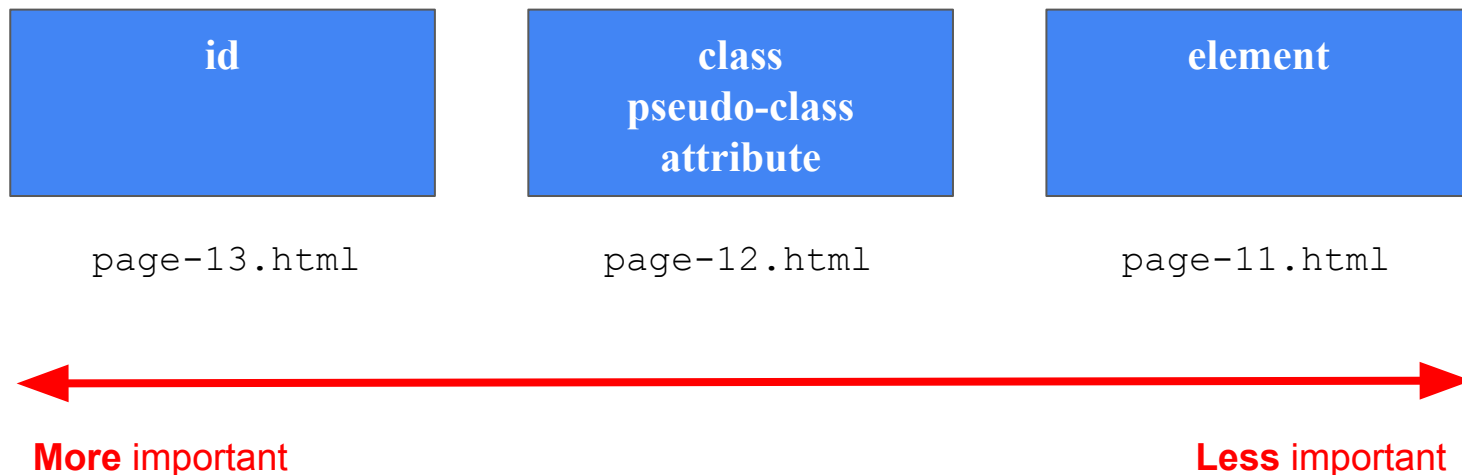 id
class
pseudo-class
attribute
element
page-13.html
page-12.html
page-11.html
More important
Less important